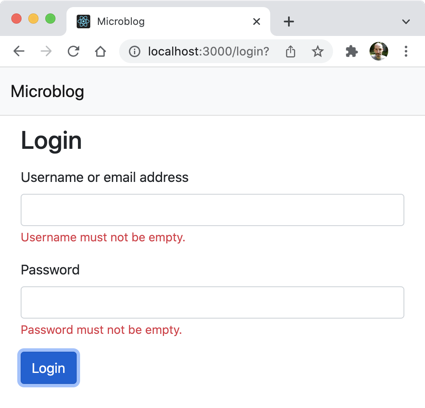 Microblog
localhost:3000/login?
Microblog
Login
Username or email address
Username must not be empty.
Password
Password must not be empty.
Login